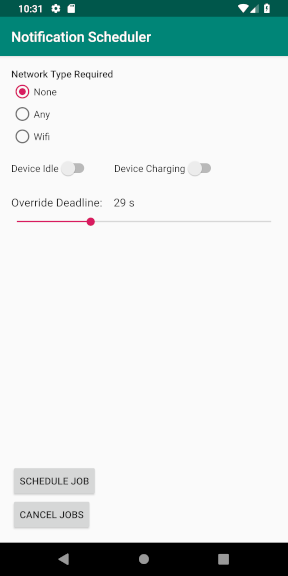 10:31
Notification Scheduler
Network Type Required
None
Any
Wifi
Device Idle Device Charging
Override Deadline: 29 s
SCHEDULE JOB
CANCEL JOBS